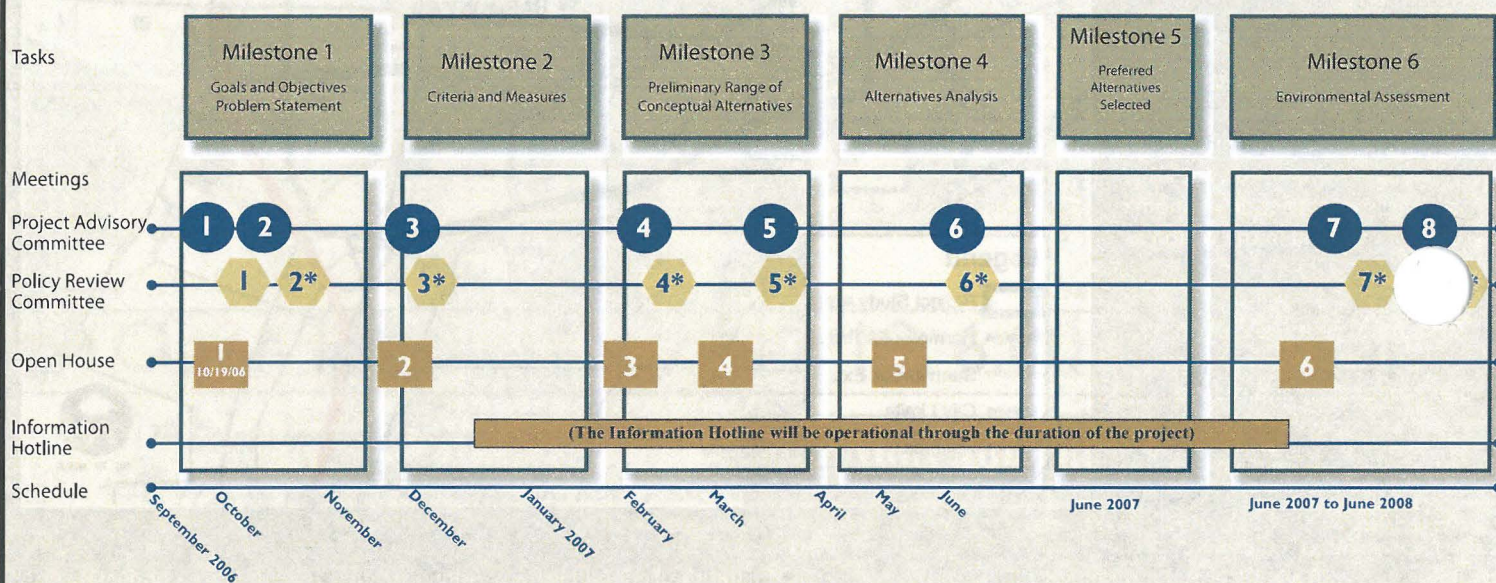 Tasks
Milestone 1
Goals and Objectives
Problem Statement
Milestone 2
Criteria and Measures
Milestone 3
Preliminary Range of
Conceptual Alternatives
Milestone 4
Alternatives Analysis
Milestone 5
Preferred
Alternatives
Selected
Milestone 6
Environmental Assessment
Meetings
Project Advisory
Committee
1
2
3
4
5
6
7
8
Policy Review
Committee
1
2*
3*
4*
5*
6*
7*
*
Open House
1
10/19/06
2
3
4
5
6
Information
Hotline
(The Information Hotline will be operational through the duration of the project)
Schedule
September 2006
October
November
December
January 2007
February
March
April
May
June
June 2007
June 2007 to June 2008